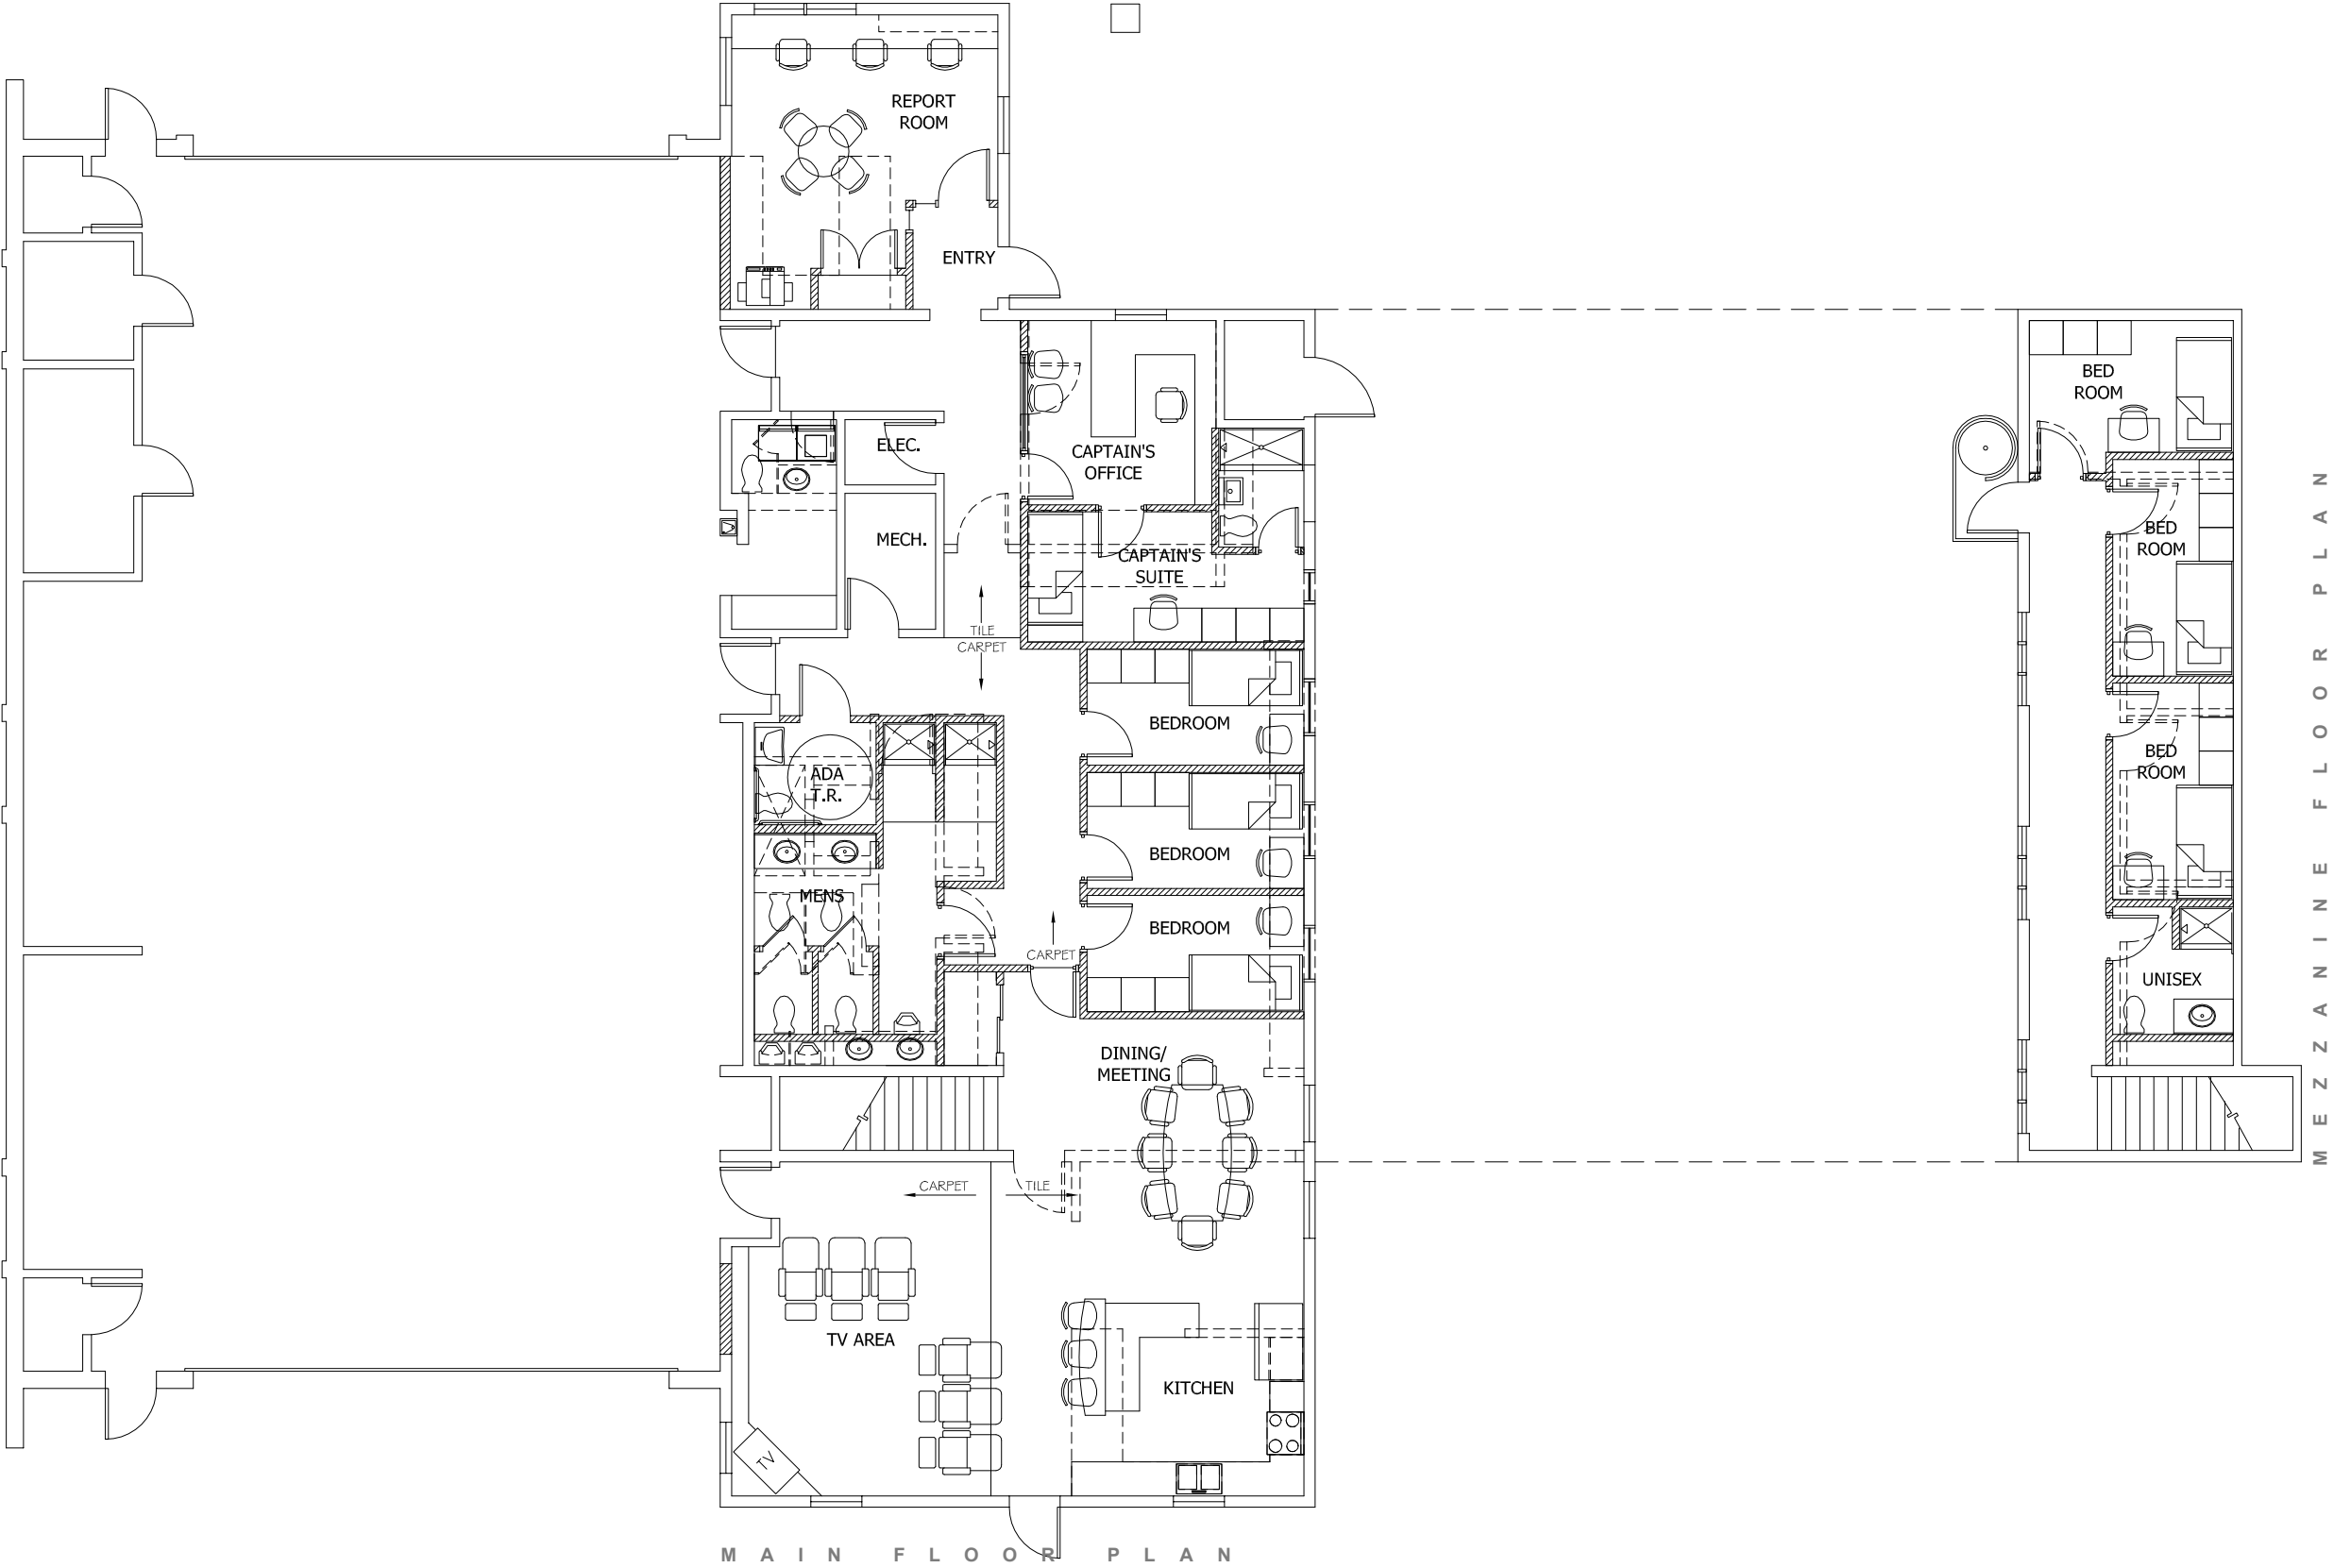 REPORT
ROOM
ENTRY
ELEC.
MECH.
CAPTAIN'S
OFFICE
CAPTAIN'S
SUITE
TILE
CARPET
BEDROOM
ADA
T.R.
BEDROOM
MENS
BEDROOM
CARPET
DINING/
MEETING
CARPET
TILE
TV AREA
KITCHEN
TV
MAIN FLOOR PLAN
BED
ROOM
BED
ROOM
BED
ROOM
UNISEX
MEZZANINE FLOOR PLAN